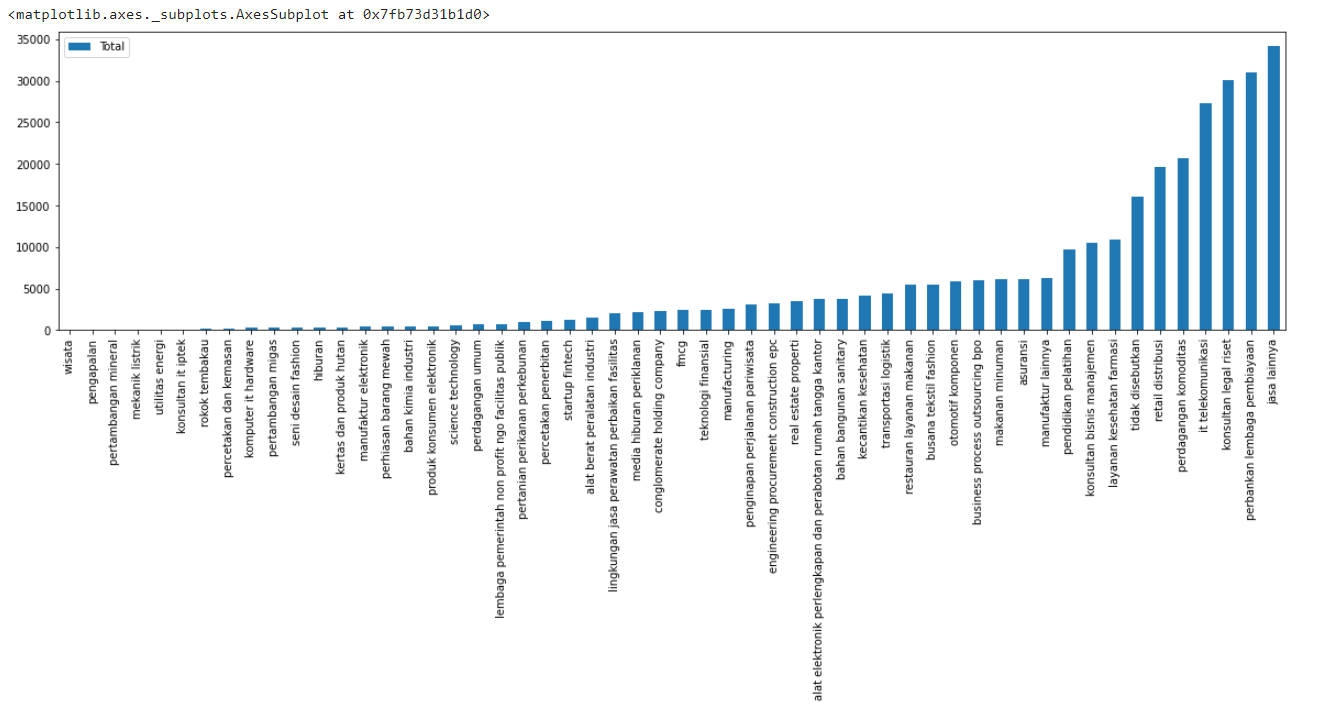 <matplotlib.axes._subplots.AxesSubplot at 0x7fb73d31b1d0>
Total
35000
30000
25000
20000
15000
10000
5000
0
wisata
pengapalan
pertambangan mineral
mekanik listrik
utilitas energi
konsultan it iptek
rokok tembakau
percetakan dan kemasan
komputer it hardware
pertambangan migas
seni desain fashion
hiburan
kertas dan produk hutan
manufaktur elektronik
perhiasan barang mewah
bahan kimia industri
produk konsumen elektronik
science technology
perdagangan umum
lembaga pemerintah non profit ngo facilitas publik
pertanian perikanan perkebunan
percetakan penerbitan
startup fintech
alat berat peralatan industri
lingkungan jasa perawatan perbaikan fasilitas
media hiburan periklanan
conglomerate holding company
fmcg
teknologi finansial
manufacturing
penginapan perjalanan pariwisata
engineering procurement construction epc
real estate properti
alat elektronik perlengkapan dan perabotan rumah tangga kantor
bahan bangunan sanitary
kecantikan kesehatan
transportasi logistik
restauran layanan makanan
busana tekstil fashion
otomotif komponen
business process outsourcing bpo
makanan minuman
asuransi
manufaktur lainnya
pendidikan pelatihan
konsultan bisnis manajemen
layanan kesehatan farmasi
tidak disebutkan
retail distribusi
perdagangan komoditas
it telekomunikasi
konsultan legal riset
perbankan lembaga pembiayaan
jasa lainnya